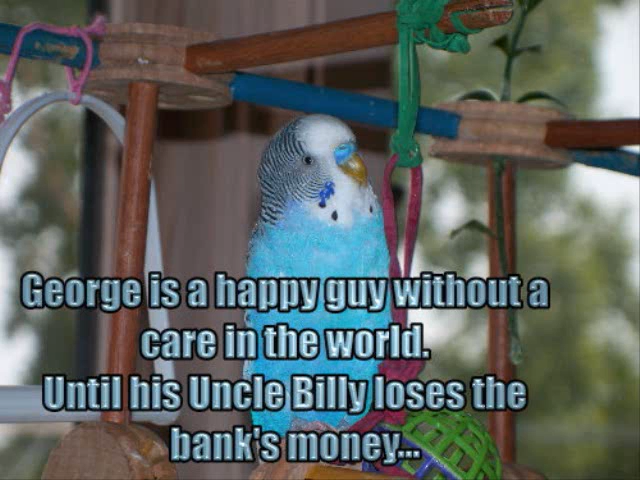 George is a happy guy without a
care in the world.
Until his Uncle Billy loses the
bank's money...